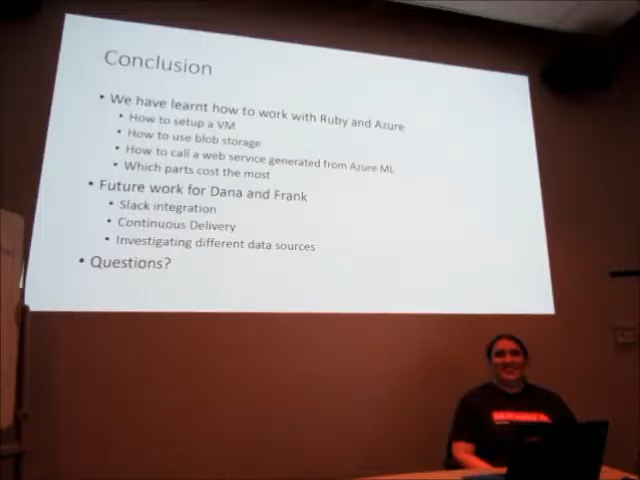 Conclusion
• We have learnt how to work with Ruby and Azure
• How to setup a VM
• How to use blob storage
• How to call a web service generated from Azure ML
• Which parts cost the most
• Future work for Dana and Frank
• Slack integration
• Continuous Delivery
• Investigating different data sources
• Questions?